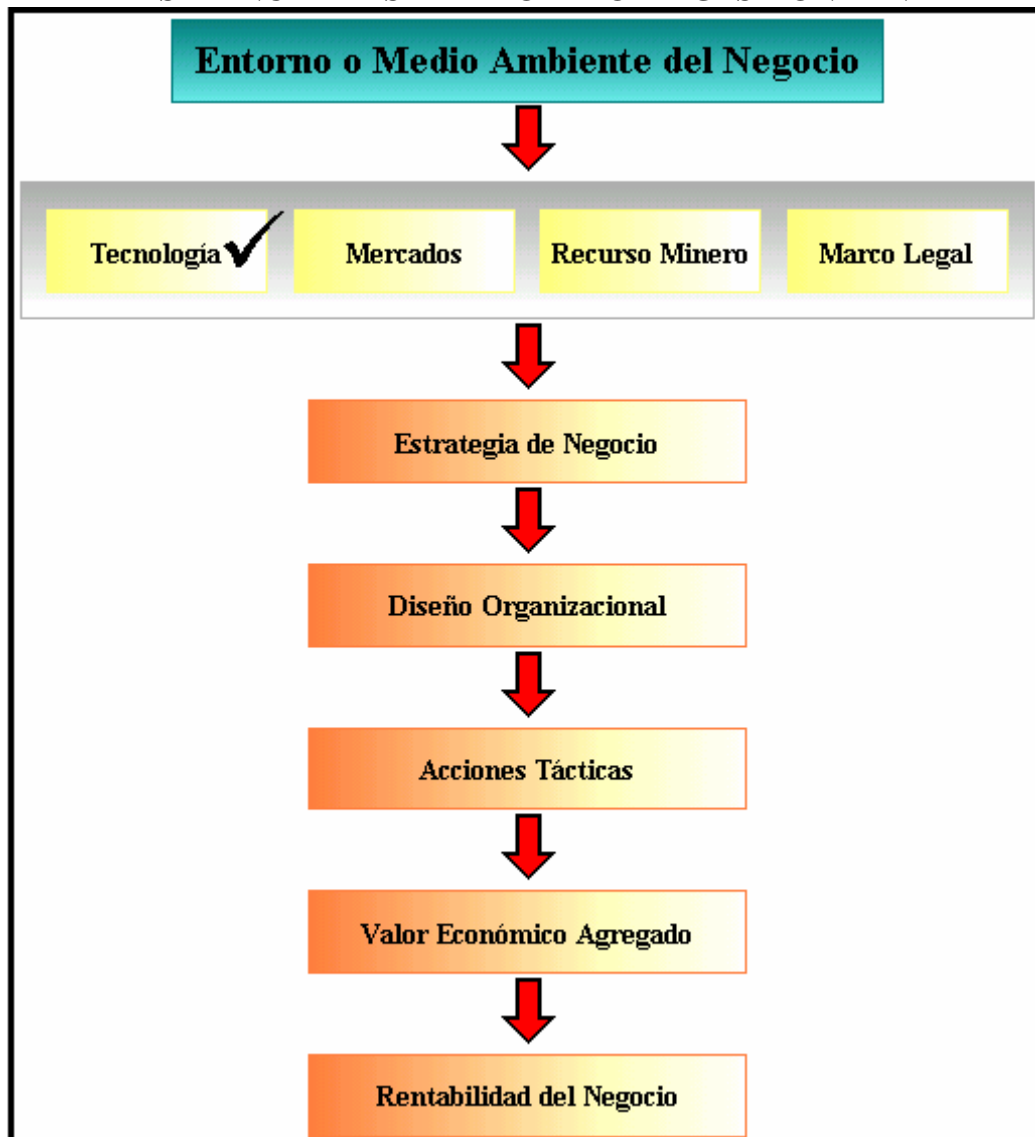 Entorno o Medio Ambiente del Negocio
Tecnología
Mercados
Recurso Minero
Marco Legal
Estrategia de Negocio
Diseño Organizacional
Acciones Tácticas
Valor Económico Agregado
Rentabilidad del Negocio